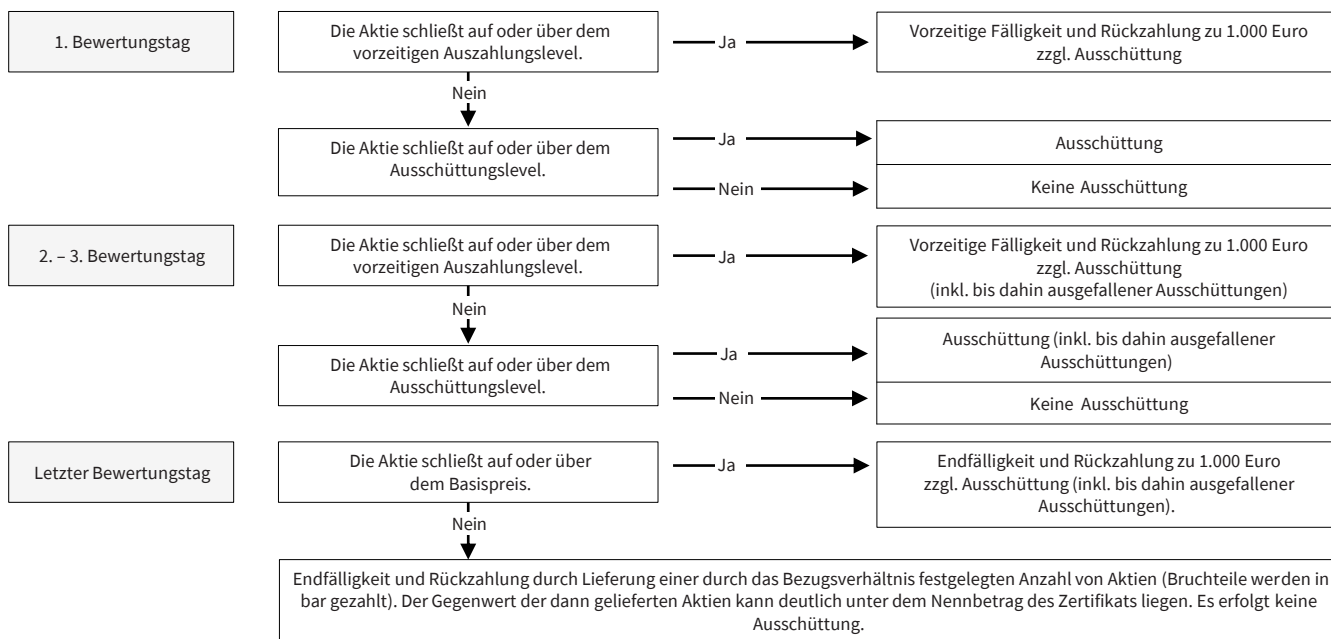 1. Bewertungstag
Die Aktie schließt auf oder über dem
vorzeitigen Auszahlungslevel.
Ja
Vorzeitige Fälligkeit und Rückzahlung zu 1.000 Euro
zzgl. Ausschüttung
Nein
Die Aktie schließt auf oder über dem
Ausschüttungslevel.
Ja
Ausschüttung
Nein
Keine Ausschüttung
2. – 3. Bewertungstag
Die Aktie schließt auf oder über dem
vorzeitigen Auszahlungslevel.
Ja
Vorzeitige Fälligkeit und Rückzahlung zu 1.000 Euro
zzgl. Ausschüttung
(inkl. bis dahin ausgefallener Ausschüttungen)
Nein
Die Aktie schließt auf oder über dem
Ausschüttungslevel.
Ja
Ausschüttung (inkl. bis dahin ausgefallener
Ausschüttungen)
Nein
Keine Ausschüttung
Letzter Bewertungstag
Die Aktie schließt auf oder über
dem Basispreis.
Ja
Endfälligkeit und Rückzahlung zu 1.000 Euro
zzgl. Ausschüttung (inkl. bis dahin ausgefallener
Ausschüttungen).
Nein
Endfälligkeit und Rückzahlung durch Lieferung einer durch das Bezugsverhältnis festgelegten Anzahl von Aktien (Bruchteile werden in
bar gezahlt). Der Gegenwert der dann gelieferten Aktien kann deutlich unter dem Nennbetrag des Zertifikats liegen. Es erfolgt keine
Ausschüttung.